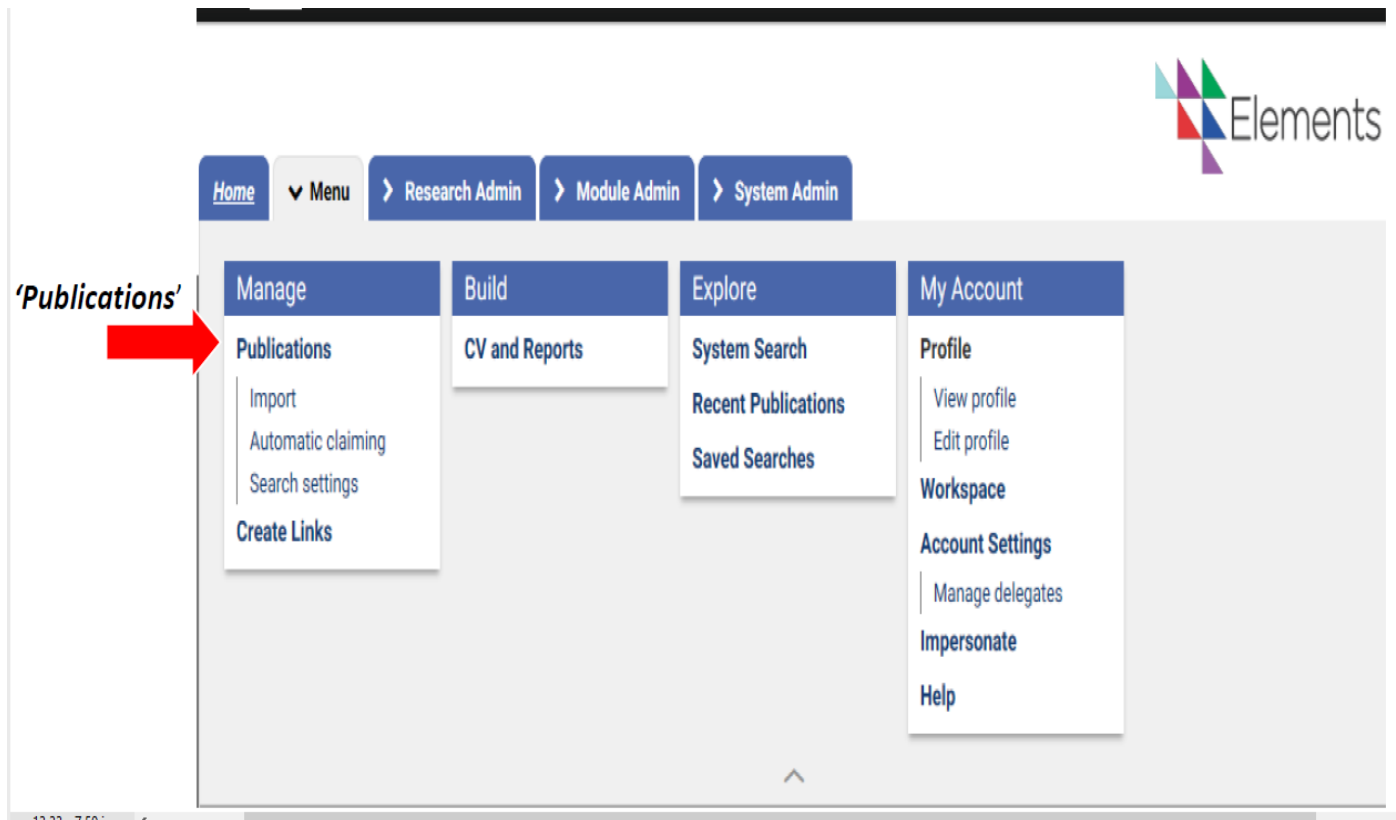 Elements
Home
Menu
Research Admin
Module Admin
System Admin
‘Publications’
Manage
Publications
Import
Automatic claiming
Search settings
Create Links
Build
CV and Reports
Explore
System Search
Recent Publications
Saved Searches
My Account
Profile
View profile
Edit profile
Workspace
Account Settings
Manage delegates
Impersonate
Help